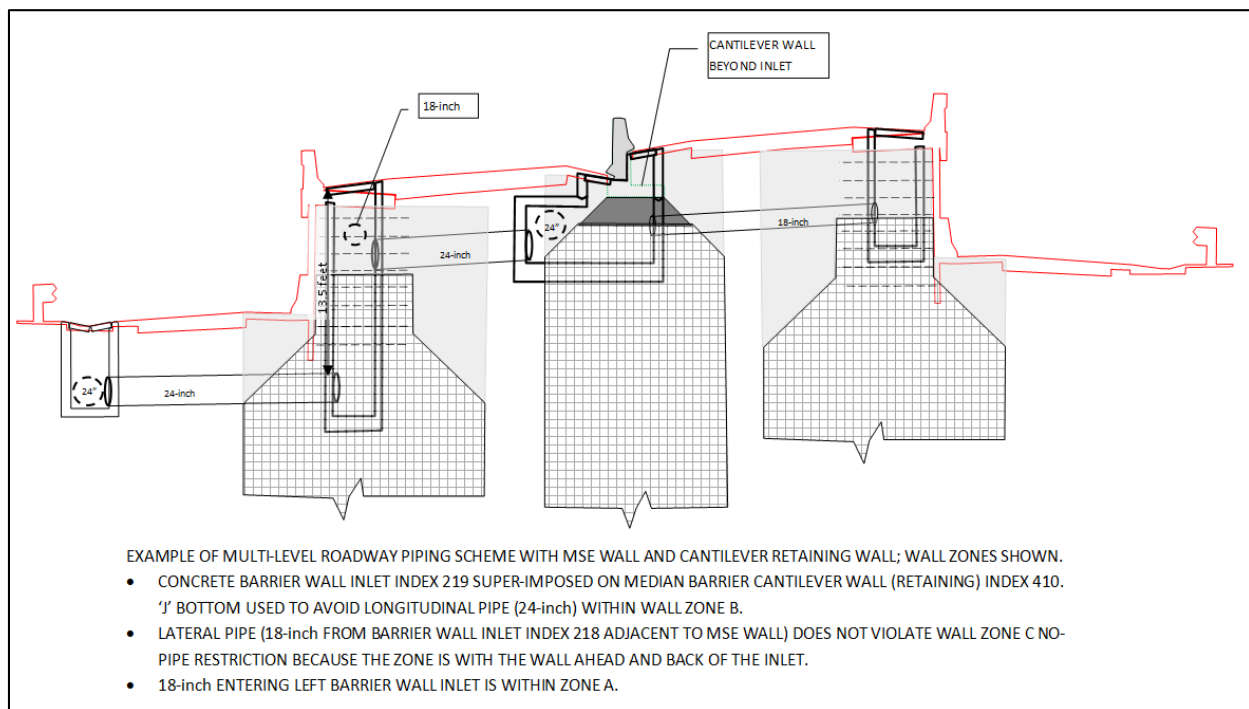 CANTILEVER WALL
BEYOND INLET
18-inch
24"
24-inch
18-inch
13.5 feet
24"
24-inch
EXAMPLE OF MULTI-LEVEL ROADWAY PIPING SCHEME WITH MSE WALL AND CANTILEVER RETAINING WALL; WALL ZONES SHOWN.
• CONCRETE BARRIER WALL INLET INDEX 219 SUPER-IMPOSED ON MEDIAN BARRIER CANTILEVER WALL (RETAINING) INDEX 410.
'J' BOTTOM USED TO AVOID LONGITUDINAL PIPE (24-inch) WITHIN WALL ZONE B.
• LATERAL PIPE (18-inch FROM BARRIER WALL INLET INDEX 218 ADJACENT TO MSE WALL) DOES NOT VIOLATE WALL ZONE C NO-
PIPE RESTRICTION BECAUSE THE ZONE IS WITH THE WALL AHEAD AND BACK OF THE INLET.
• 18-inch ENTERING LEFT BARRIER WALL INLET IS WITHIN ZONE A.